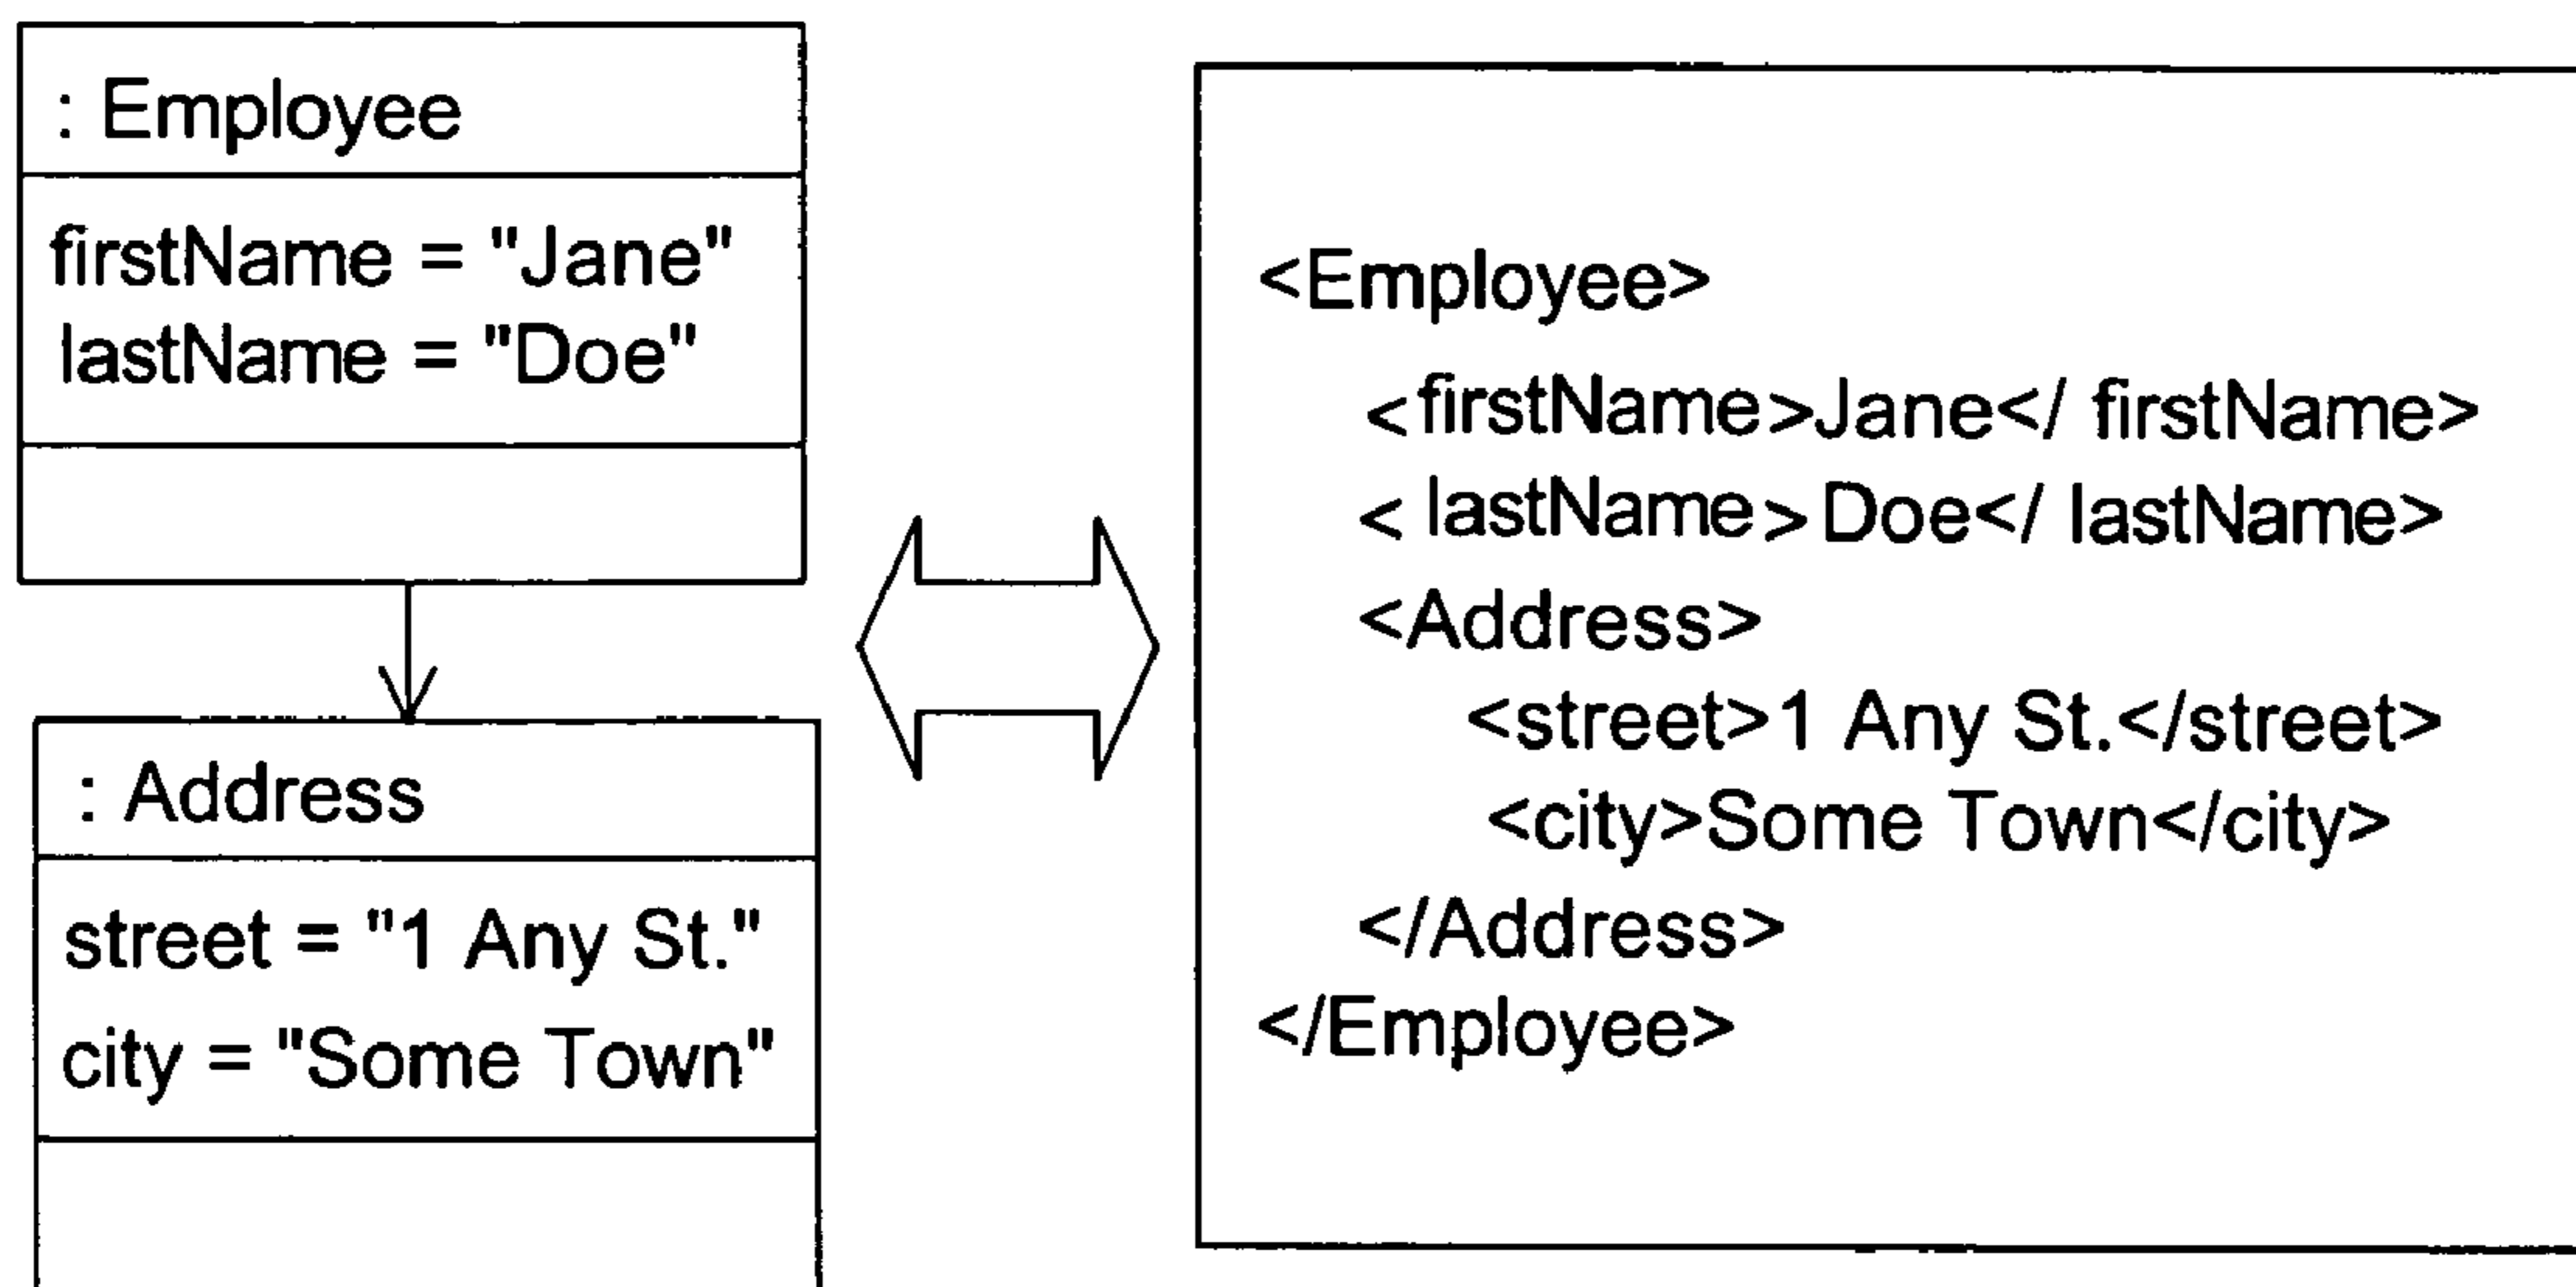 : Employee
firstName = "Jane"
lastName = "Doe"
: Address
street = "1 Any St."
city = "Some Town"
<Employee>
<firstName>Jane</ firstName>
< lastName>Doe</ lastName>
<Address>
<street>1 Any St.</street>
<city>Some Town</city>
</Address>
</Employee>